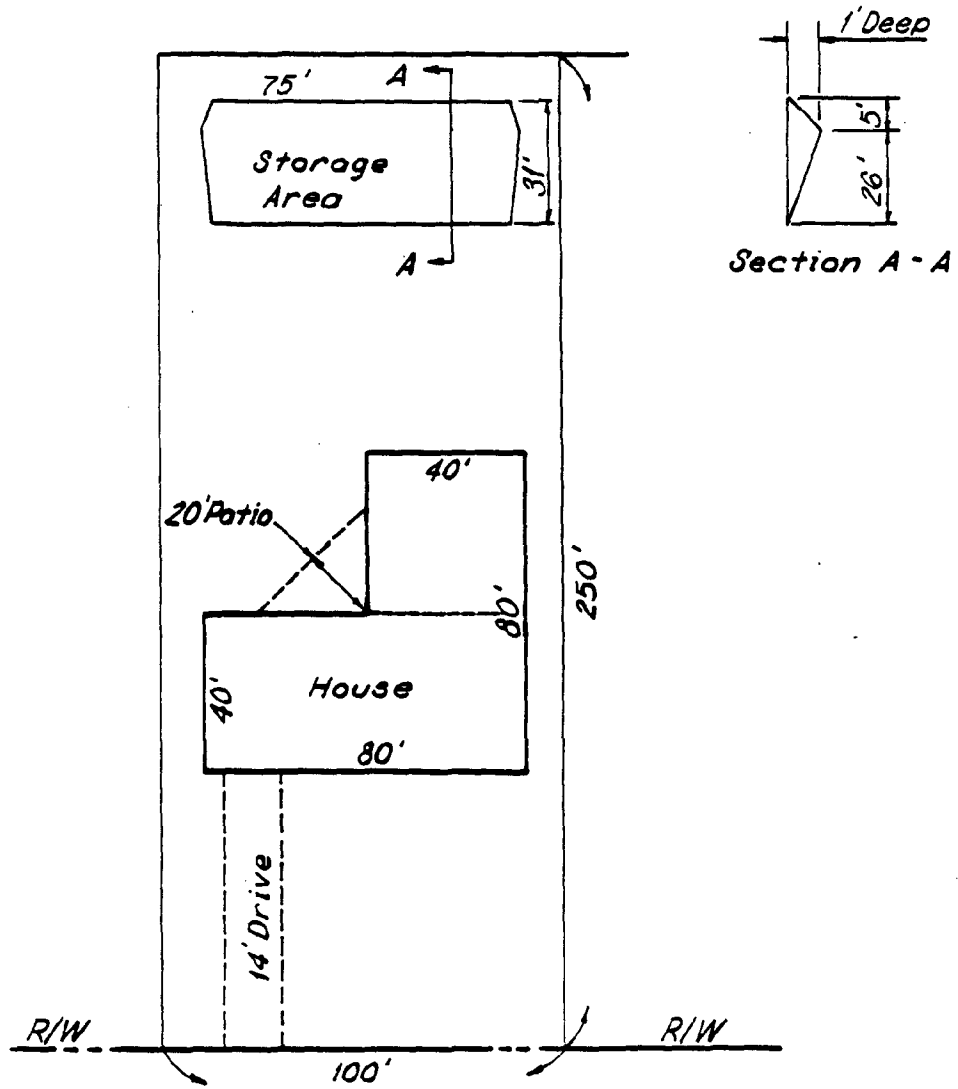 1' Deep
A
75'
5'
Storage
Area
31'
26'
A
Section A-A
40'
20' Patio
250'
80'
House
40'
80'
14' Drive
R/W
R/W
100'